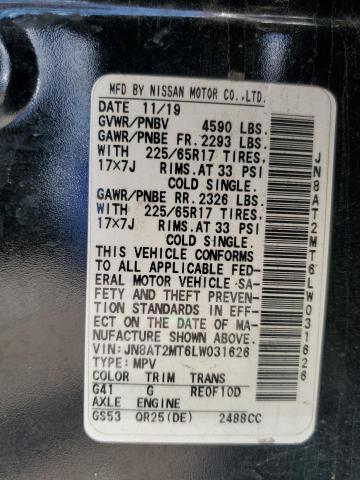 MFD BY NISSAN MOTOR CO.,LTD.
DATE 11/19
GVWR/PNBV 4590 LBS.
GAWR/PNBE FR. 2293 LBS.
WITH 225/65R17 TIRES,
17X7J RIMS.AT 33 PSI
COLD SINGLE.
GAWR/PNBE RR. 2326 LBS.
WITH 225/65R17 TIRES,
17X7J RIMS.AT 33 PSI
COLD SINGLE.
THIS VEHICLE CONFORMS
TO ALL APPLICABLE FED-
ERAL MOTOR VEHICLE SA-
FETY AND THEFT PREVEN-
TION STANDARDS IN EFF-
ECT ON THE DATE OF MA-
NUFACTURE SHOWN ABOVE.
VIN: JN8AT2MT6LW031626
TYPE: MPV
COLOR TRIM TRANS
G41 G RE0F10D
AXLE ENGINE
GS53 QR25(DE) 2488CC
JN8AT2MT6LW031626